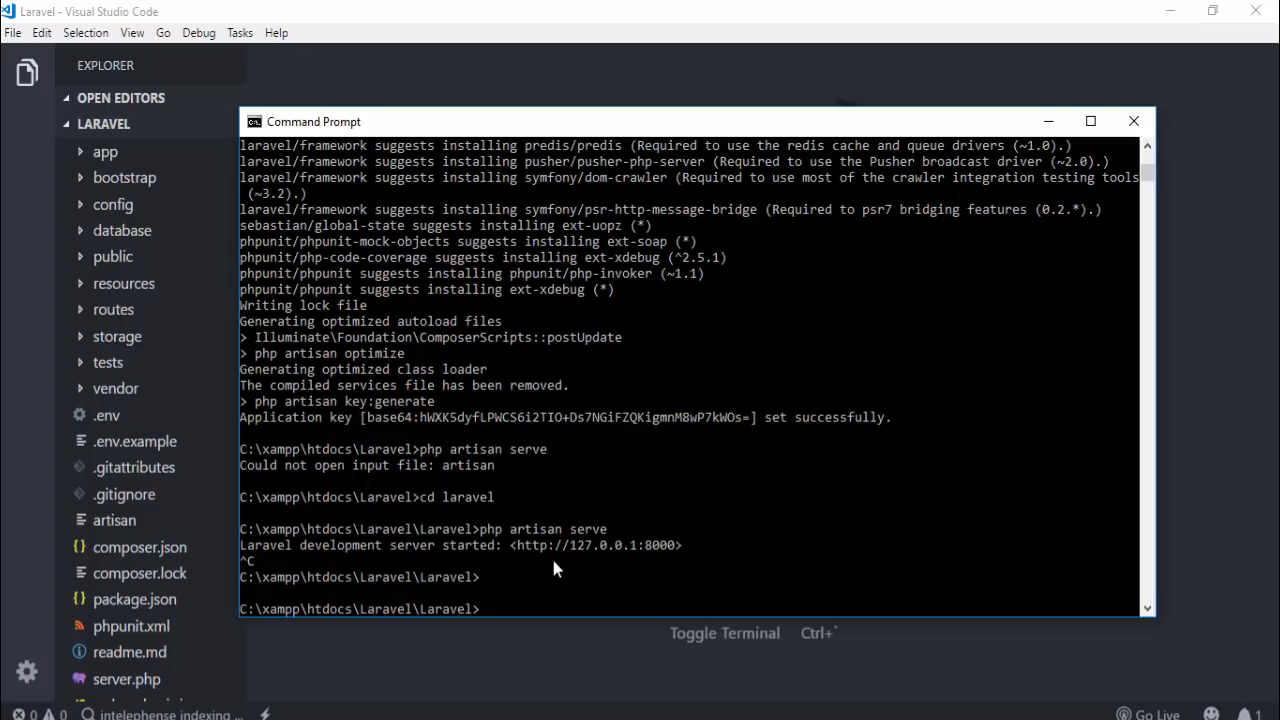 Laravel - Visual Studio Code
File Edit Selection View Go Debug Tasks Help
EXPLORER
OPEN EDITORS
LARAVEL
app
bootstrap
config
database
public
resources
routes
storage
tests
vendor
.env
.env.example
.gitattributes
.gitignore
artisan
composer.json
composer.lock
package.json
phpunit.xml
readme.md
server.php
Command Prompt
laravel/framework suggests installing predis/predis (Required to use the redis cache and queue drivers (~1.0).)
laravel/framework suggests installing pusher/pusher-php-server (Required to use the Pusher broadcast driver (~2.0).)
laravel/framework suggests installing symfony/dom-crawler (Required to use most of the crawler integration testing tools
(~3.2).)
laravel/framework suggests installing symfony/psr-http-message-bridge (Required to psr7 bridging features (0.2.*).)
sebastian/global-state suggests installing ext-uopz (*)
phpunit/phpunit-mock-objects suggests installing ext-soap (*)
phpunit/php-code-coverage suggests installing ext-xdebug (^2.5.1)
phpunit/phpunit suggests installing phpunit/php-invoker (~1.1)
phpunit/phpunit suggests installing ext-xdebug (*)
Writing lock file
Generating optimized autoload files
> Illuminate\Foundation\ComposerScripts::postUpdate
> php artisan optimize
Generating optimized class loader
The compiled services file has been removed.
> php artisan key:generate
Application key [base64:hWXK5dyfLPWCS6i2TIO+Ds7NGiFZQKigmnM8wP7kWOs=] set successfully.
C:\xampp\htdocs\Laravel>php artisan serve
Could not open input file: artisan
C:\xampp\htdocs\Laravel>cd laravel
C:\xampp\htdocs\Laravel\Laravel>php artisan serve
Laravel development server started: <http://127.0.0.1:8000>
^C
C:\xampp\htdocs\Laravel\Laravel>
C:\xampp\htdocs\Laravel\Laravel>
Toggle Terminal Ctrl+`
0 0 intelephense indexing ... Go Live 1